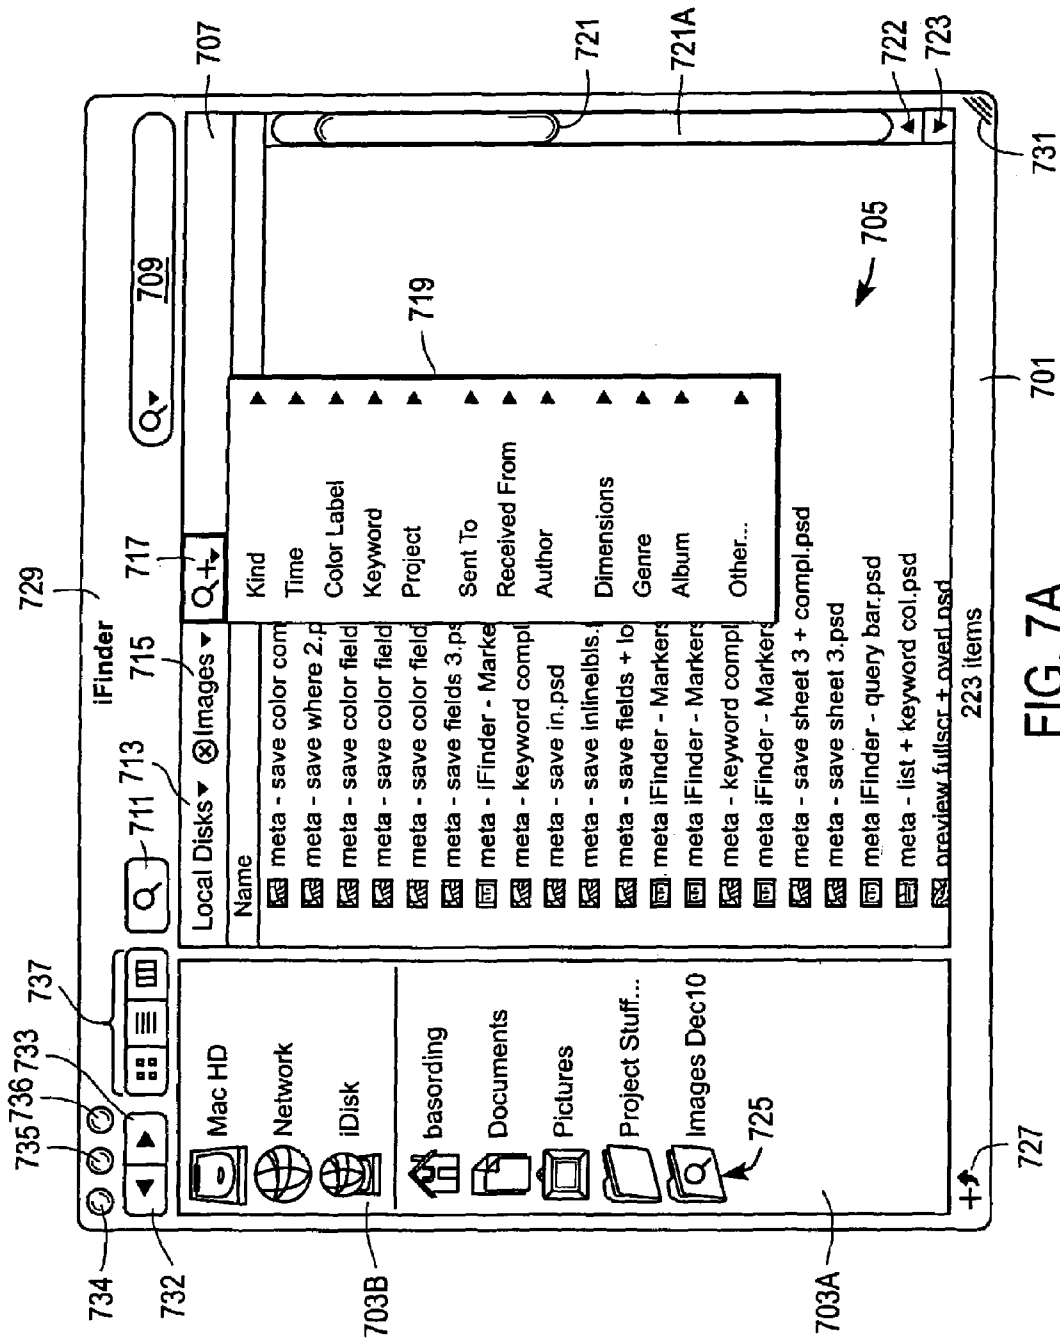 729
iFinder
734
735
736
732
733
737
711
713
715
717
709
707
Local Disks
Images
Name
Mac HD
Network
iDisk
basording
Documents
Pictures
Project Stuff...
Images Dec10
725
703B
703A
727
meta - save color com
meta - save where 2.p
meta - save color field
meta - save color field
meta - save color field
meta - save fields 3.ps
meta - iFinder - Marke
meta - keyword compl
meta - save in.psd
meta - save inlinelbls.
meta - save fields + lo
meta iFinder - Markers
meta iFinder - Markers
meta - keyword compl
meta iFinder - Markers
meta - save sheet 3 + compl.psd
meta - save sheet 3.psd
meta iFinder - query bar.psd
meta - list + keyword col.psd
preview fullscr + overl.psd
Kind
Time
Color Label
Keyword
Project
Sent To
Received From
Author
Dimensions
Genre
Album
Other...
719
721
721A
722
723
705
701
731
223 items
FIG. 7A